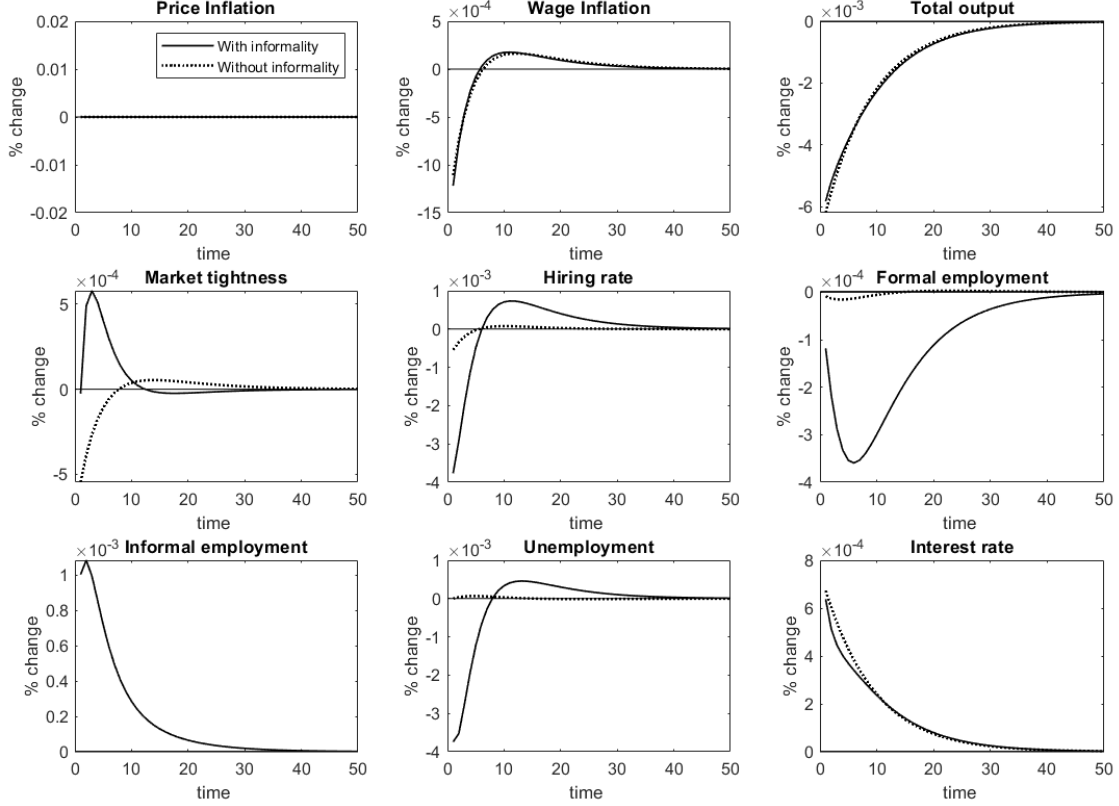 Price Inflation
0.02
0.01
0
-0.01
-0.02
% change
0 10 20 30 40 50
time
With informality
Without informality
Wage Inflation
×10-4
5
0
-5
-10
-15
% change
0 10 20 30 40 50
time
Total output
×10-3
0
-2
-4
-6
% change
0 10 20 30 40 50
time
Market tightness
×10-4
5
0
-5
% change
0 10 20 30 40 50
time
Hiring rate
×10-3
1
0
-1
-2
-3
-4
% change
0 10 20 30 40 50
time
Formal employment
×10-4
0
-1
-2
-3
-4
% change
0 10 20 30 40 50
time
Informal employment
×10-3
1
0.8
0.6
0.4
0.2
0
% change
0 10 20 30 40 50
time
Unemployment
×10-3
1
0
-1
-2
-3
-4
% change
0 10 20 30 40 50
time
Interest rate
×10-4
8
6
4
2
0
% change
0 10 20 30 40 50
time